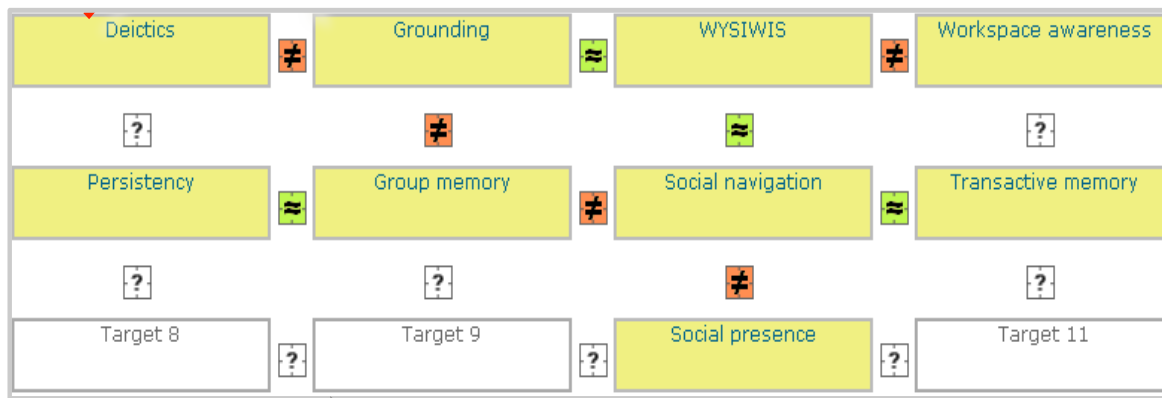 Deictics ≠ Grounding ≈ WYSIWIS ≠ Workspace awareness
? ≠ ≈ ?
Persistency ≈ Group memory ≠ Social navigation ≈ Transactive memory
? ? ≠ ?
Target 8 ? Target 9 ? Social presence ? Target 11